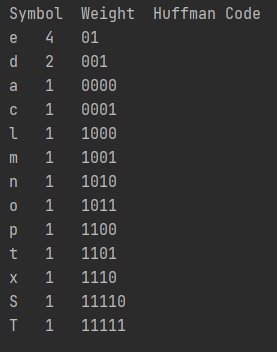 Symbol Weight Huffman Code
e 4 01
d 2 001
a 1 0000
c 1 0001
l 1 1000
m 1 1001
n 1 1010
o 1 1011
p 1 1100
t 1 1101
x 1 1110
S 1 11110
T 1 11111